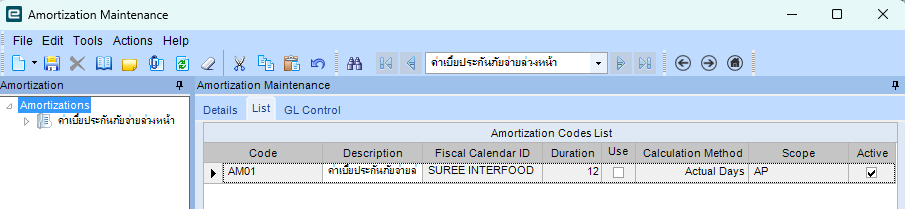 Amortization Maintenance
File Edit Tools Actions Help
ค่าเบี้ยประกันภัยจ่ายล่วงหน้า
Amortization
Amortization Maintenance
Amortizations
ค่าเบี้ยประกันภัยจ่ายล่วงหน้า
Details List GL Control
Amortization Codes List
Code Description Fiscal Calendar ID Duration Use Calculation Method Scope Active
AM01 ค่าเบี้ยประกันภัยจ่ายล SUREE INTERFOOD 12 Actual Days AP